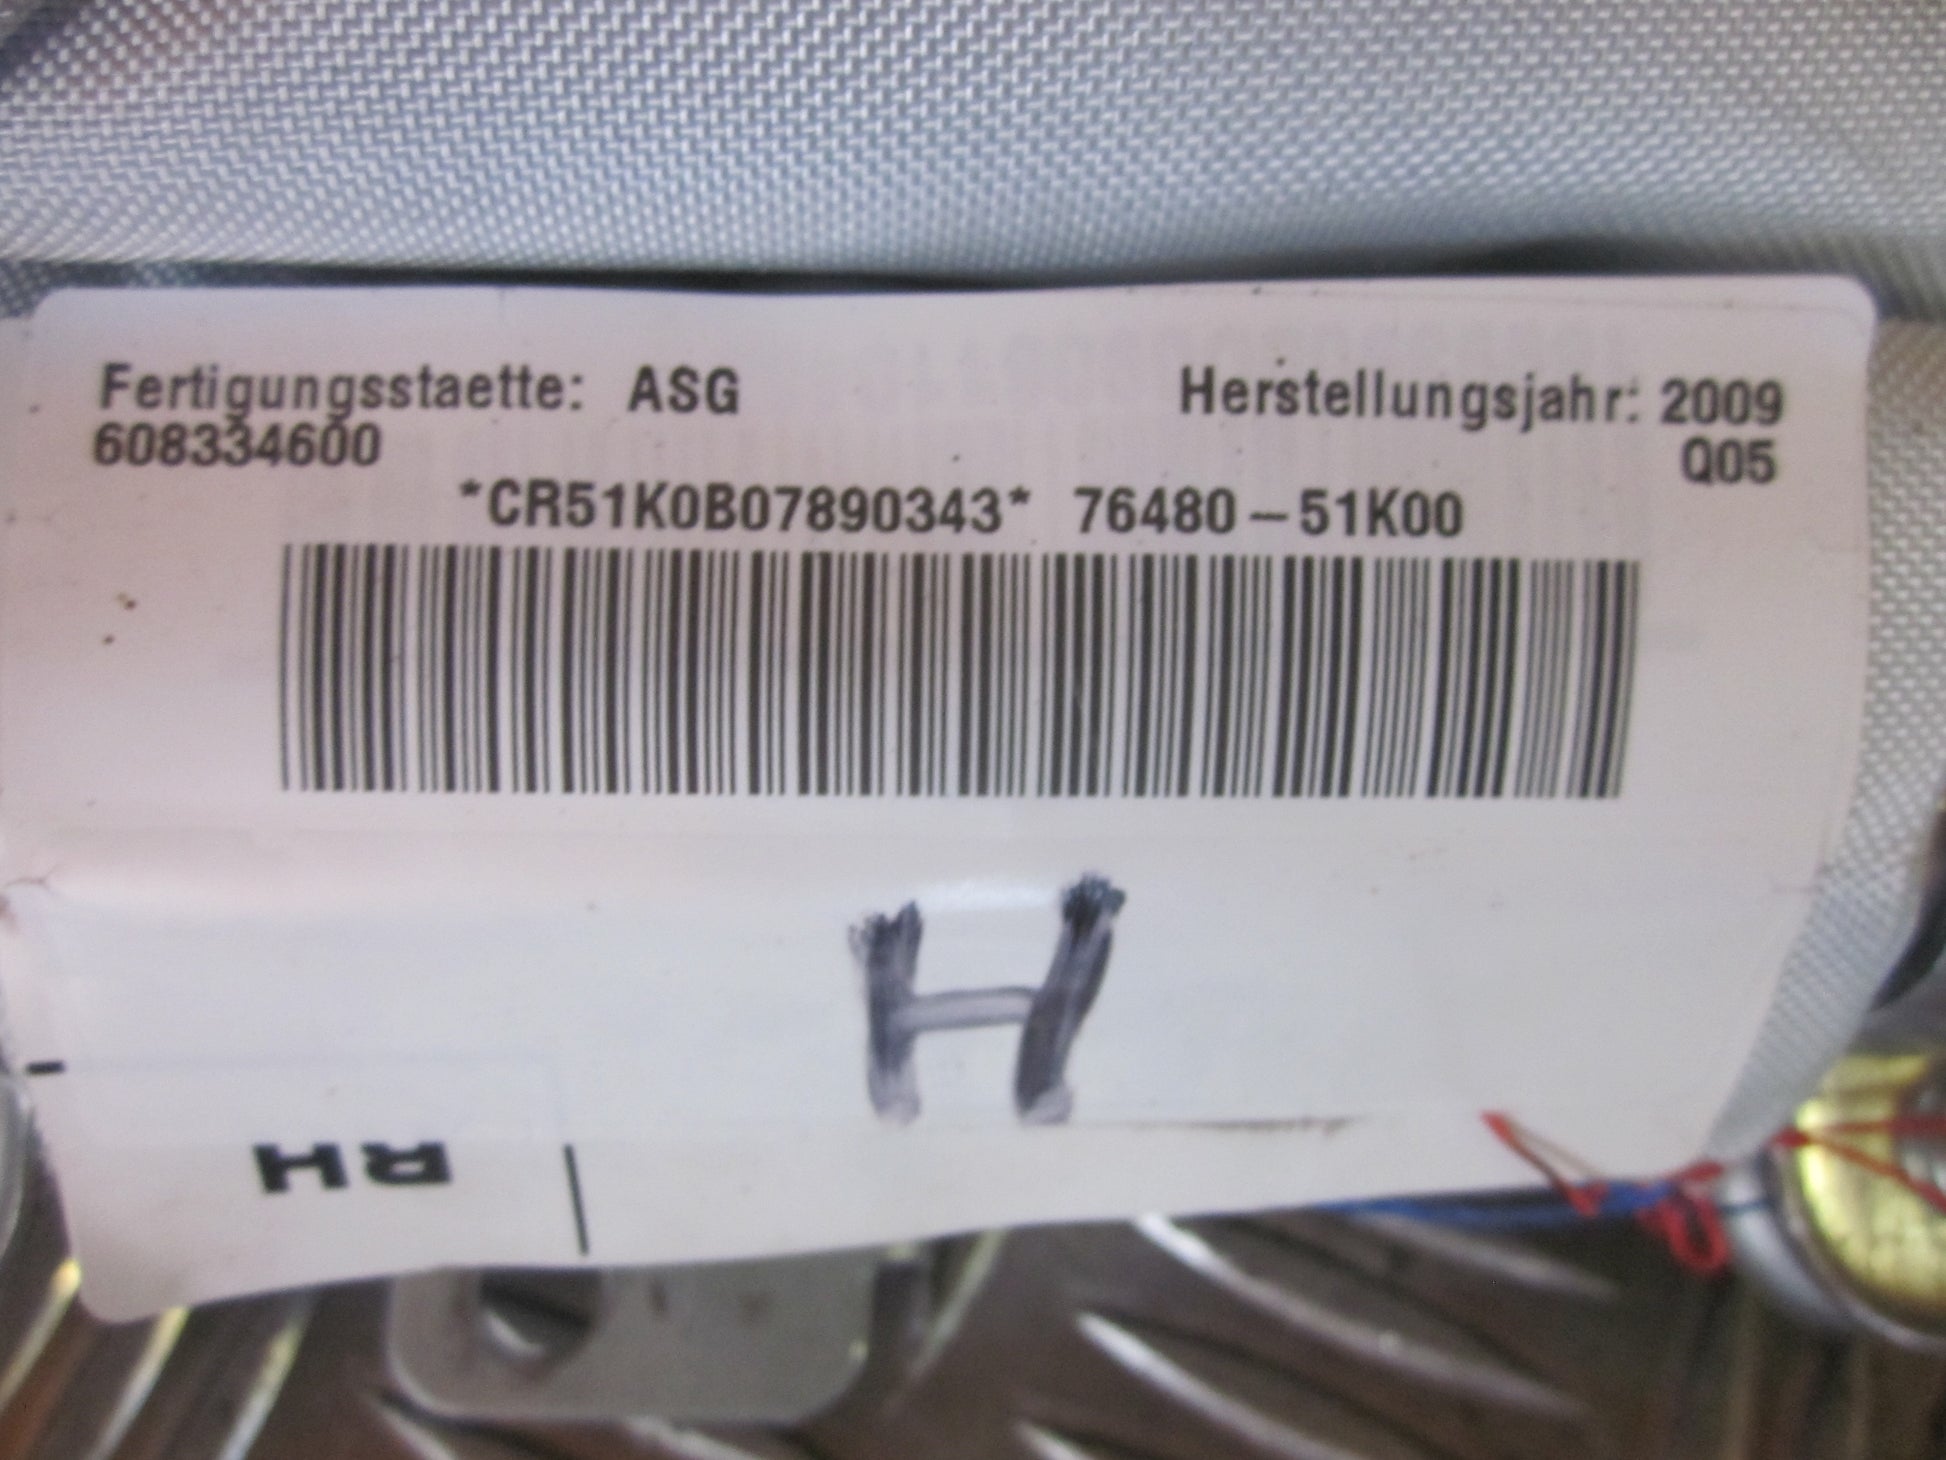 Fertigungsstaette: ASG Herstellungsjahr: 2009
608334600 Q05
*CR51K0B07890343* 76480-51K00
H
RH